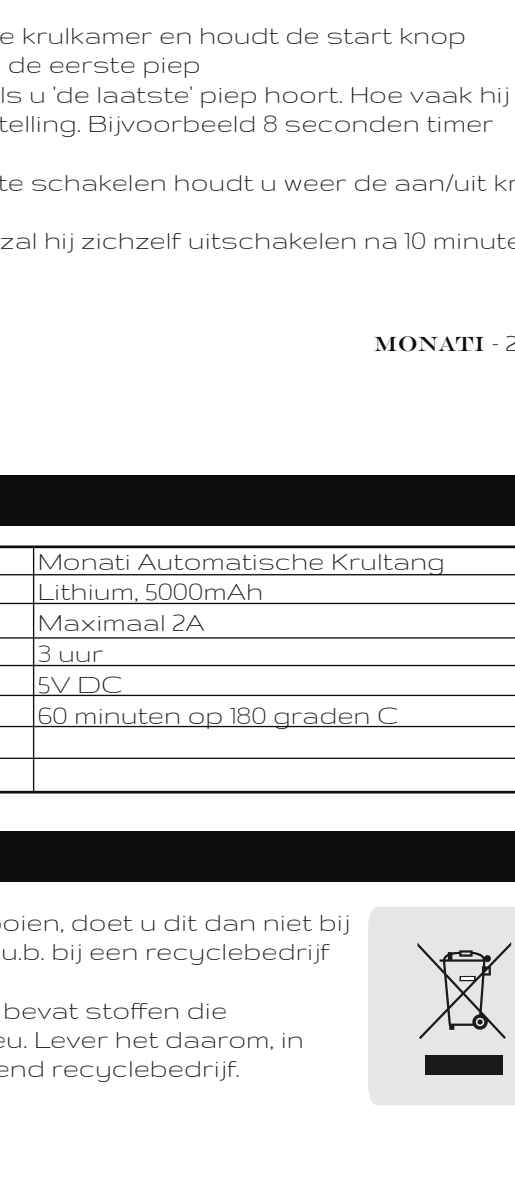 e krulkamer en houdt de start knop
de eerste piep
ls u 'de laatste' piep hoort. Hoe vaak hij
telling. Bijvoorbeeld 8 seconden timer
te schakelen houdt u weer de aan/uit kn
zal hij zichzelf uitschakelen na 10 minute
MONATI - 2
Monati Automatische Krultang
Lithium, 5000mAh
Maximaal 2A
3 uur
5V DC
60 minuten op 180 graden C
ooien, doet u dit dan niet bij
u.b. bij een recyclebedrijf
bevat stoffen die
eu. Lever het daarom, in
end recyclebedrijf.